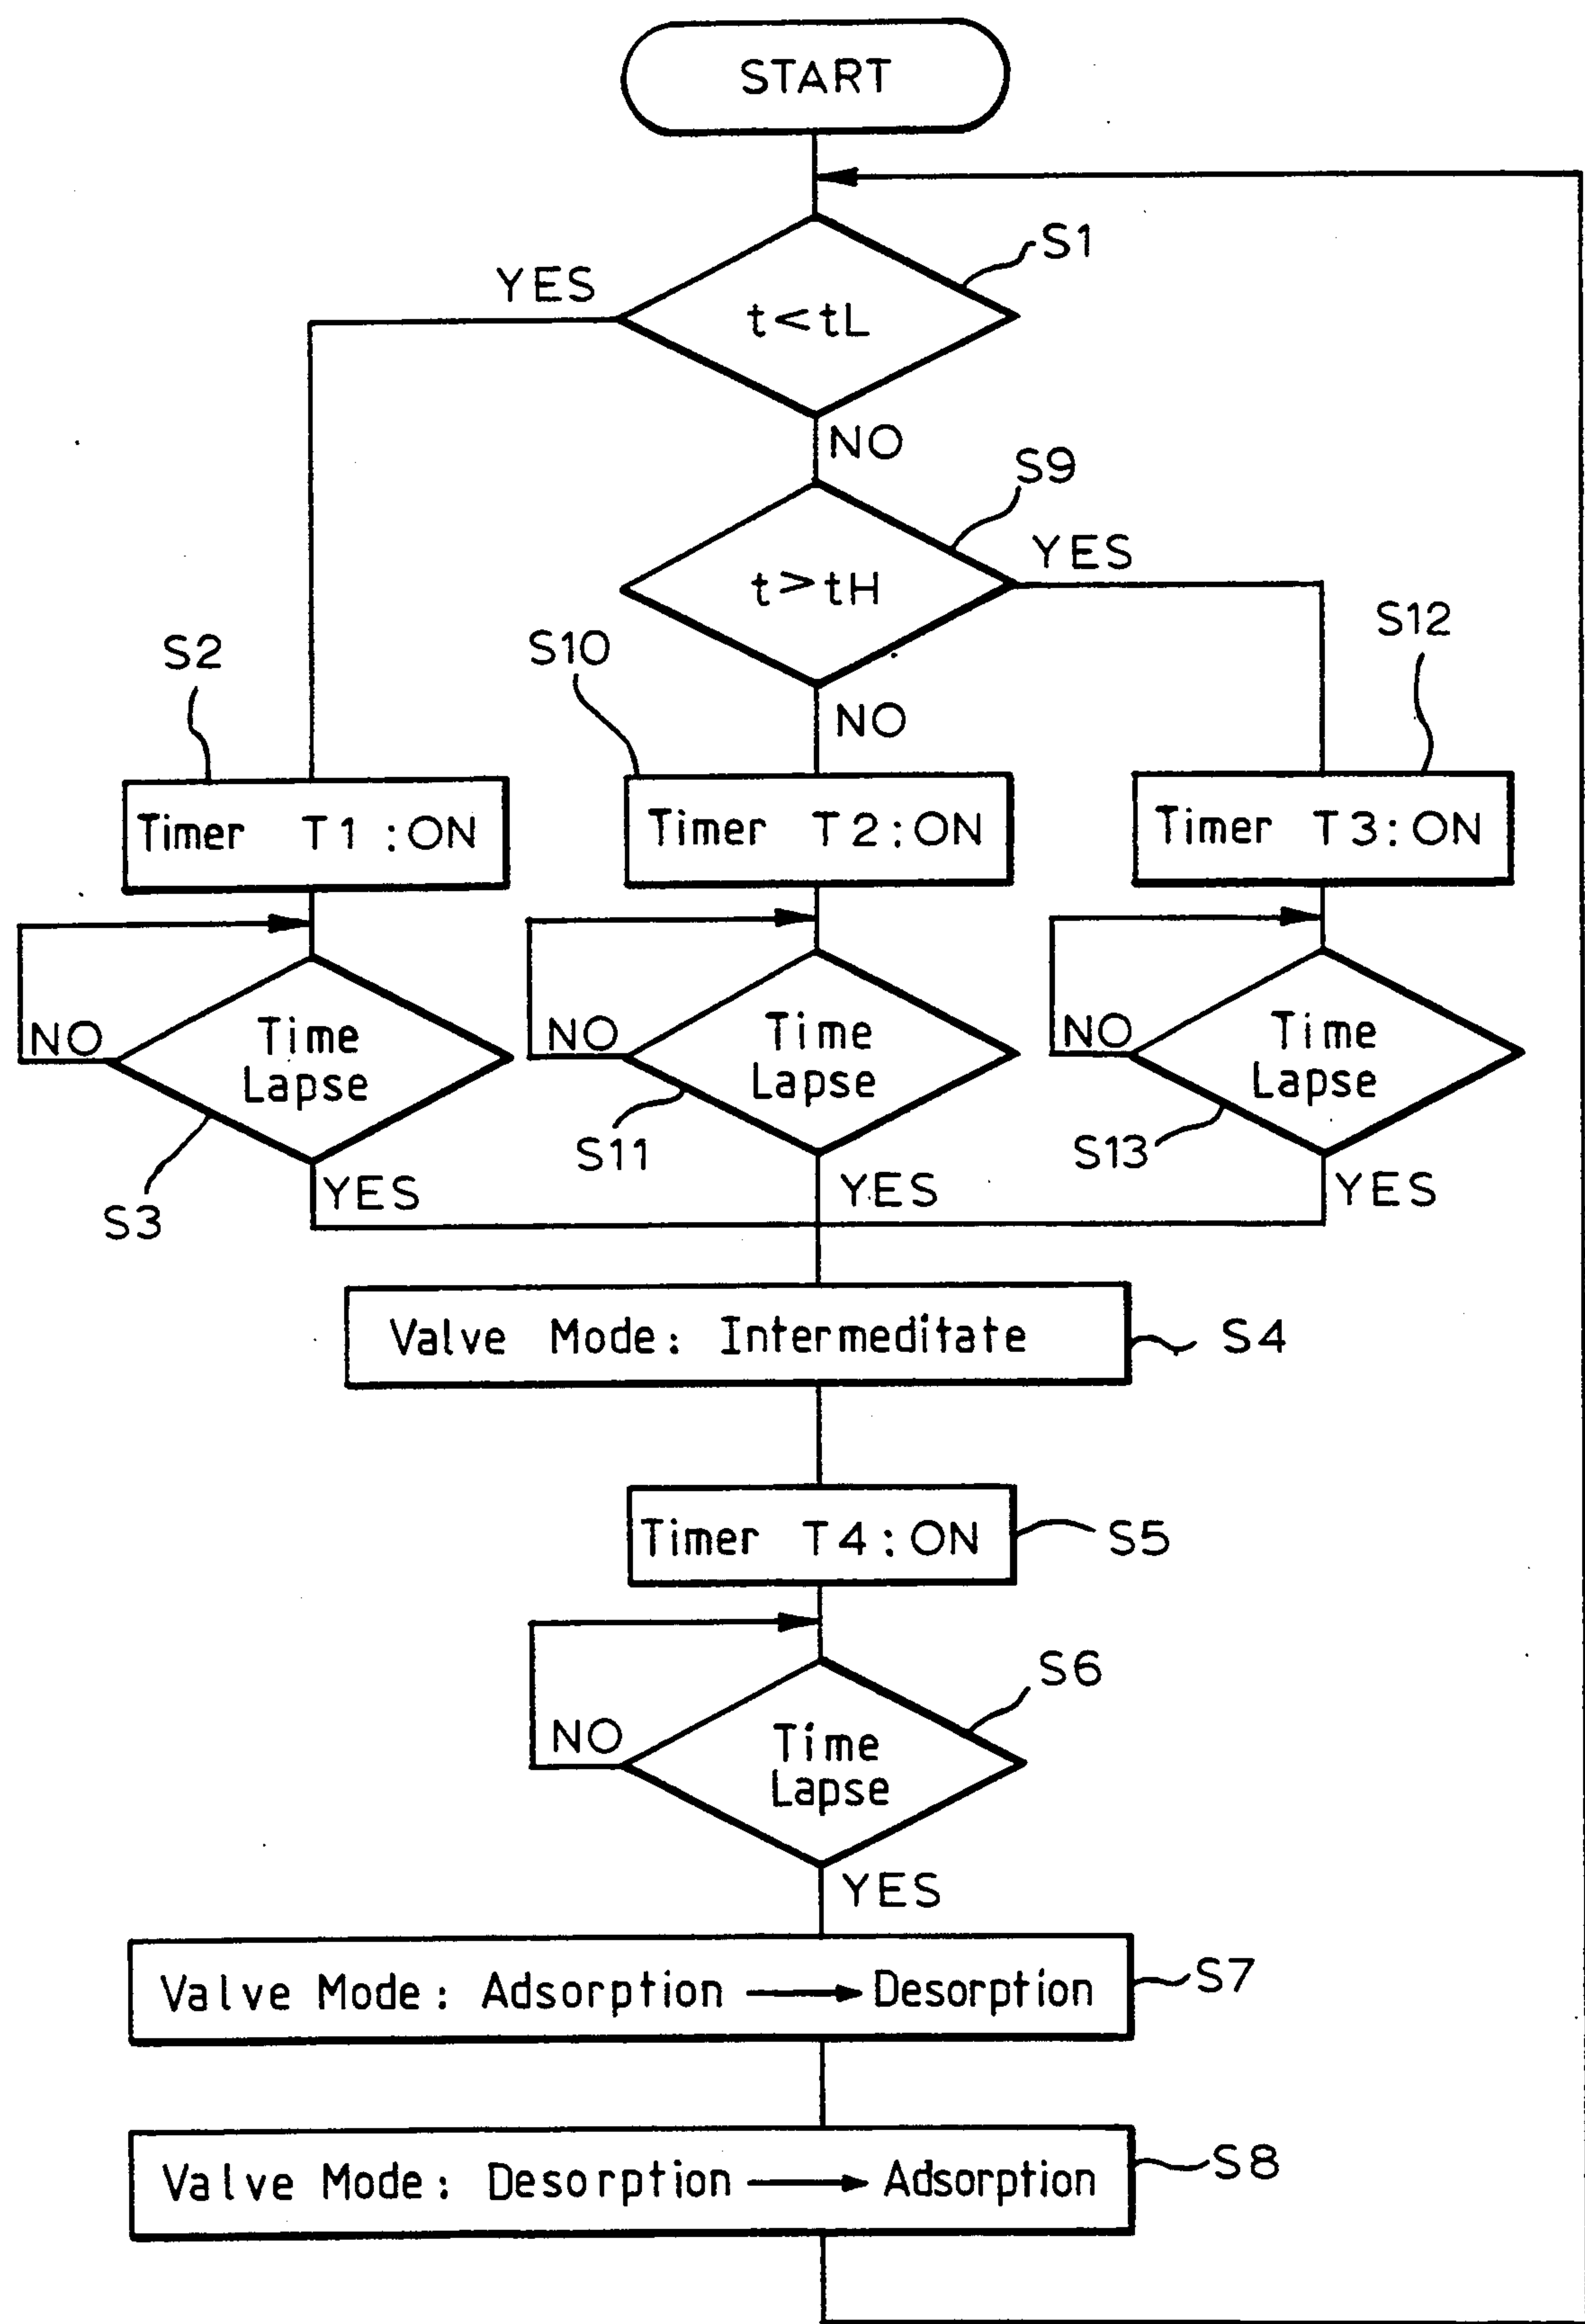 START
S1
YES
t<tL
NO
S9
YES
t>tH
S12
S2
S10
NO
Timer T1:ON
Timer T2:ON
Timer T3:ON
NO
Time
Lapse
NO
Time
Lapse
NO
Time
Lapse
S3
YES
S11
YES
S13
YES
Valve Mode: Intermeditate
S4
Timer T4:ON
S5
S6
NO
Time
Lapse
YES
Valve Mode: Adsorption → Desorption
S7
Valve Mode: Desorption → Adsorption
S8